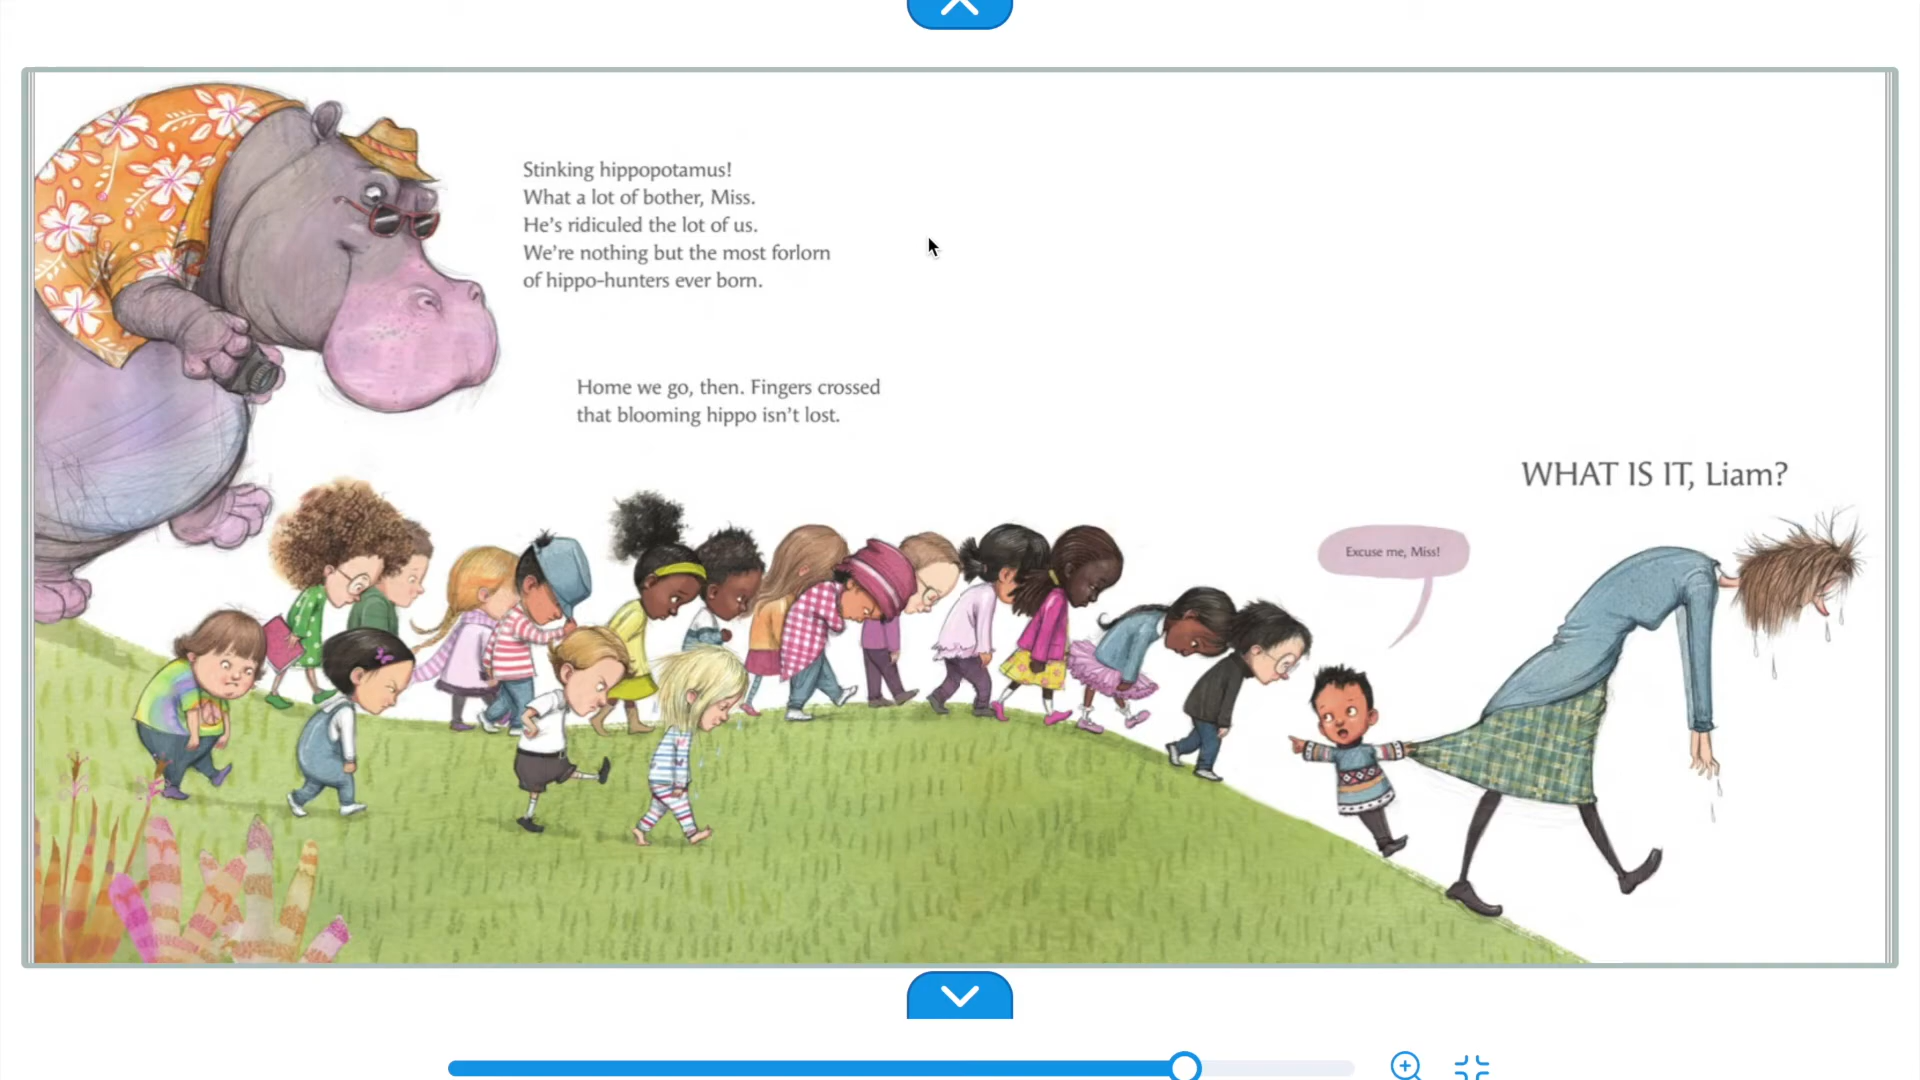 Stinking hippopotamus!
What a lot of bother, Miss.
He's ridiculed the lot of us.
We're nothing but the most forlorn
of hippo-hunters ever born.
Home we go, then. Fingers crossed
that blooming hippo isn't lost.
WHAT IS IT, Liam?
Excuse me, Miss!